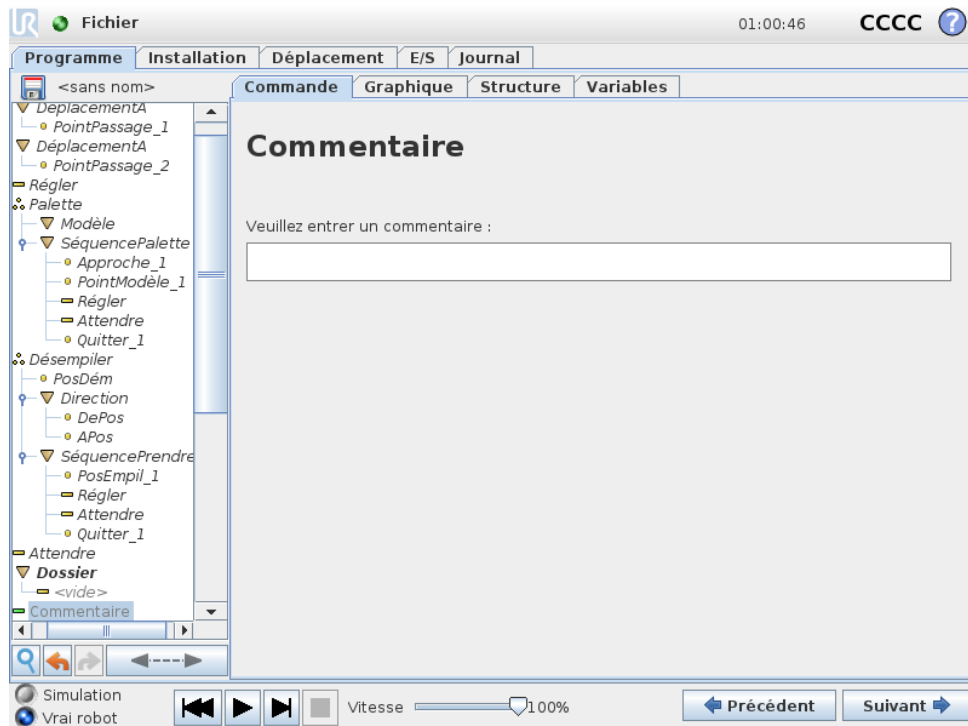 UR Fichier 01:00:46 CCCC ?
Programme Installation Déplacement E/S Journal
<sans nom> Commande Graphique Structure Variables
DéplacementA
PointPassage_1
DéplacementA
PointPassage_2
Régler
Palette
Modèle
SéquencePalette
Approche_1
PointModèle_1
Régler
Attendre
Quitter_1
Désempiler
PosDém
Direction
DePos
APos
SéquencePrendre
PosEmpil_1
Régler
Attendre
Quitter_1
Attendre
Dossier
<vide>
Commentaire
Commentaire
Veuillez entrer un commentaire :
Simulation
Vrai robot
Vitesse 100%
Précédent Suivant